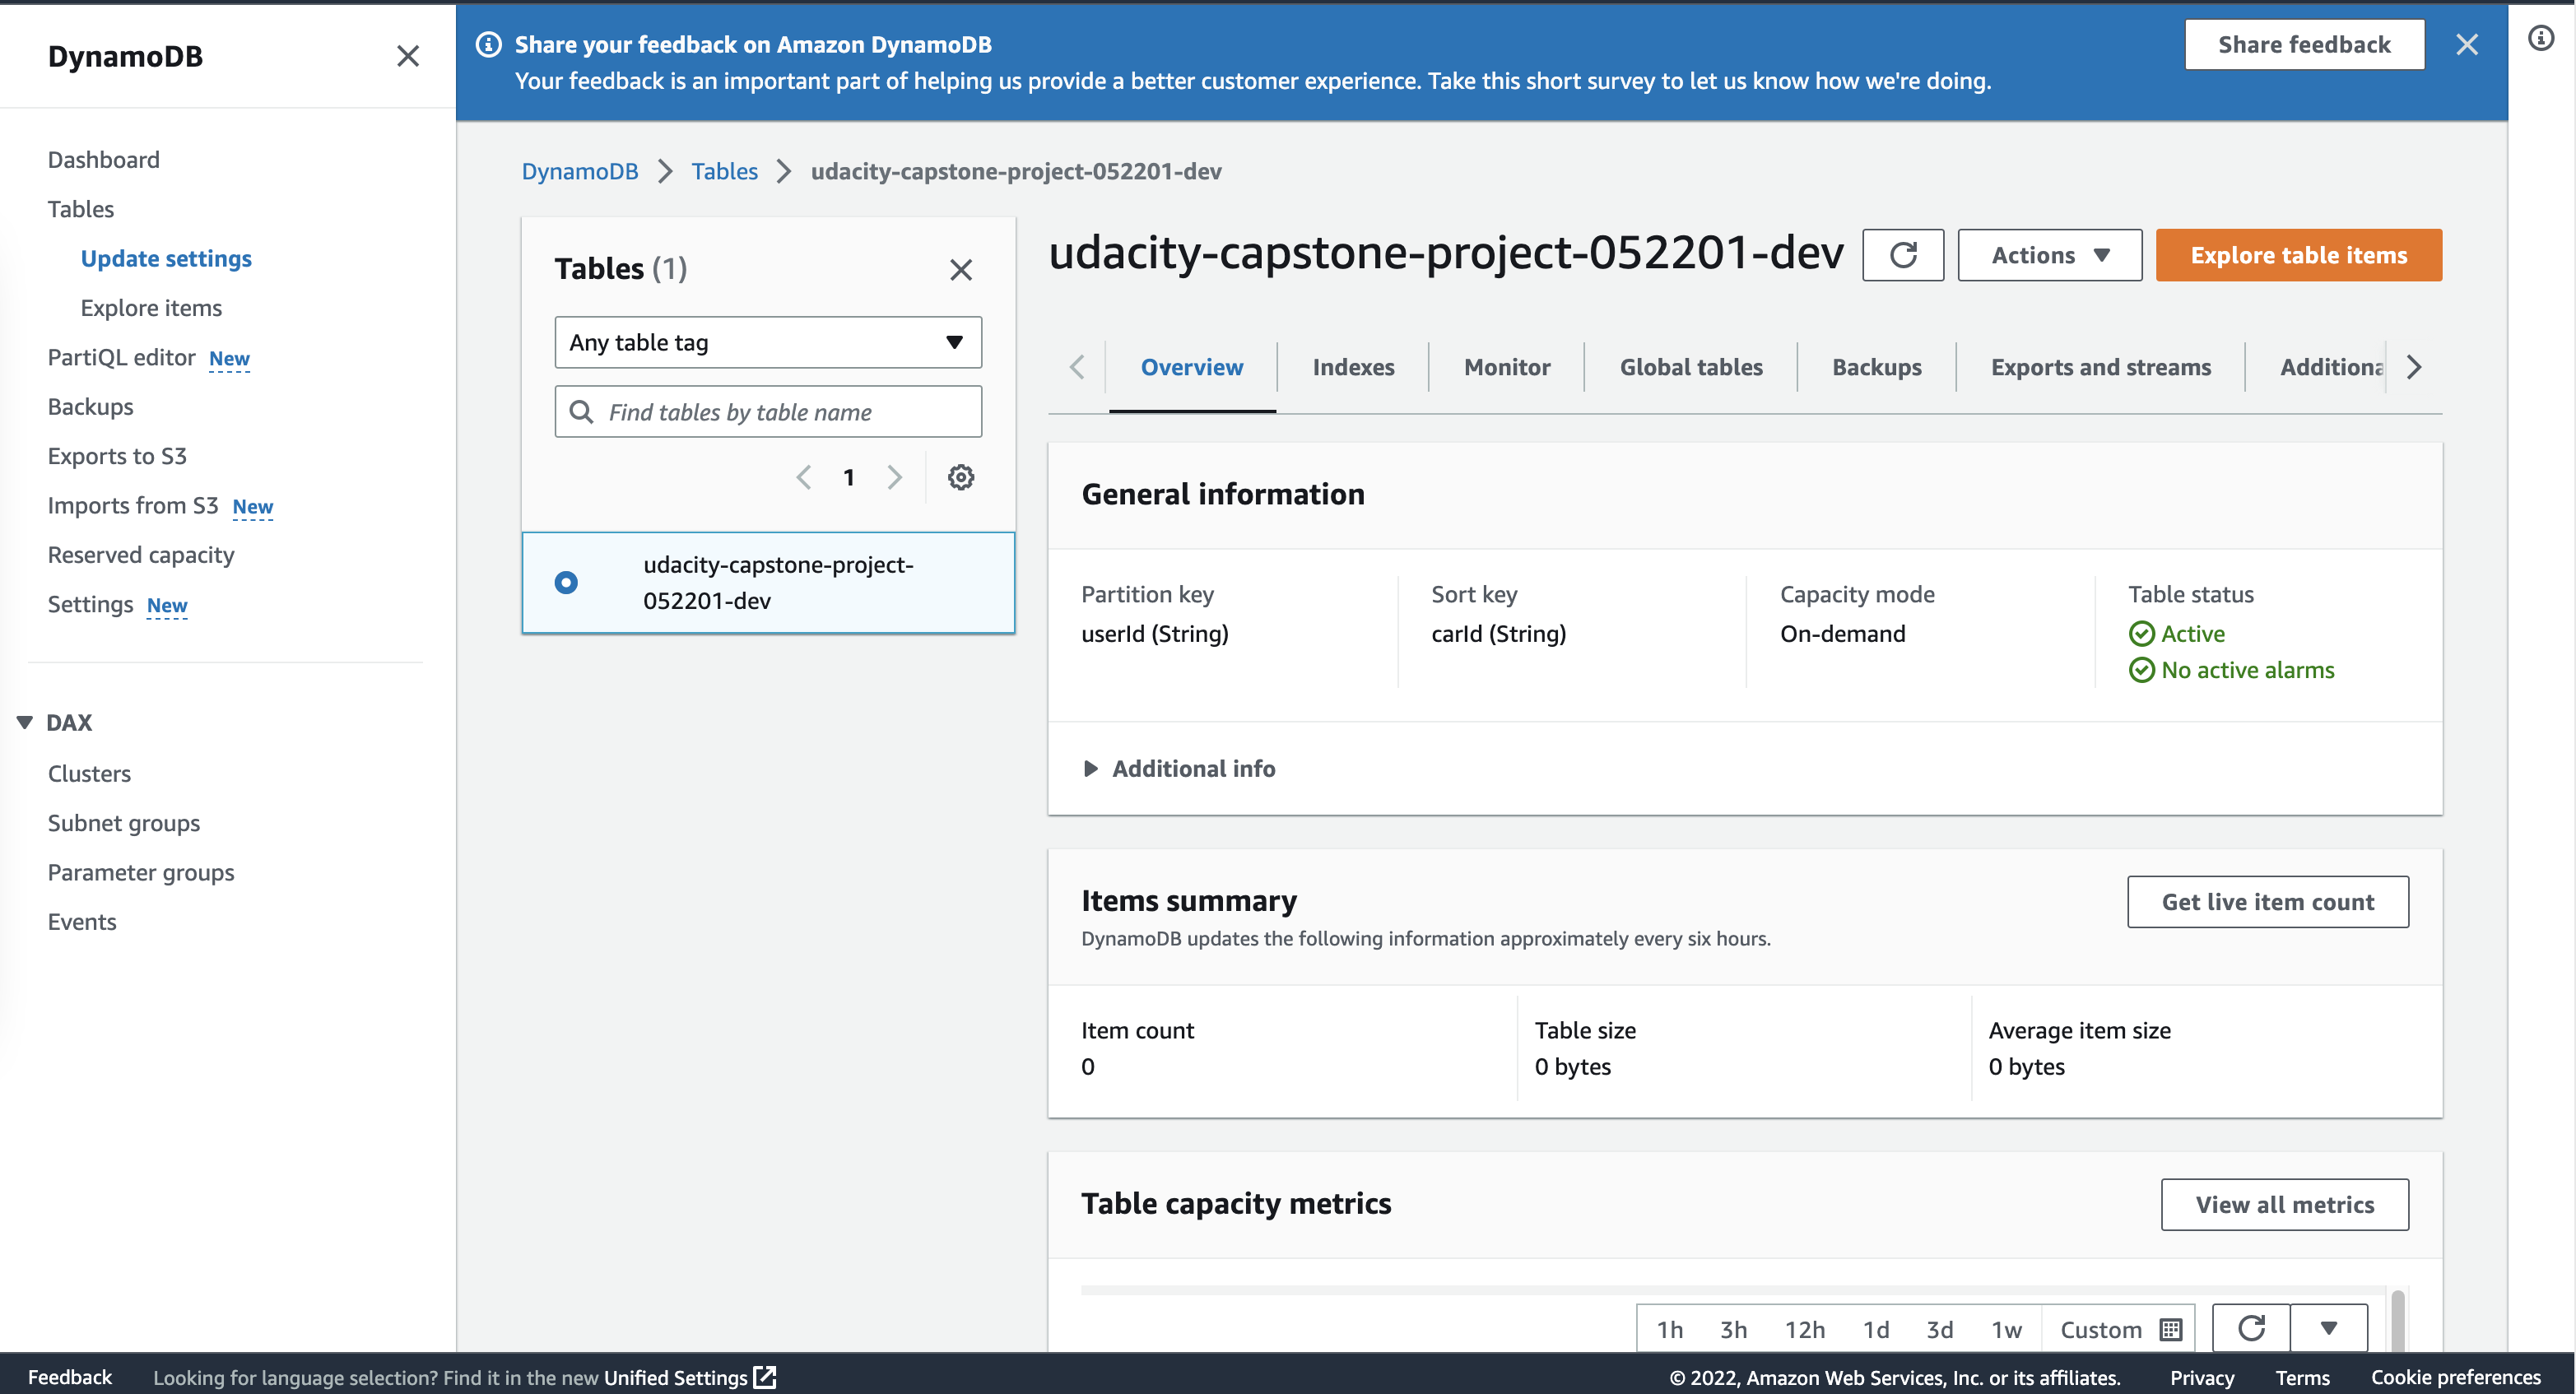 DynamoDB
Dashboard
Tables
Update settings
Explore items
PartiQL editor New
Backups
Exports to S3
Imports from S3 New
Reserved capacity
Settings New
DAX
Clusters
Subnet groups
Parameter groups
Events
Share your feedback on Amazon DynamoDB
Your feedback is an important part of helping us provide a better customer experience. Take this short survey to let us know how we're doing.
Share feedback
DynamoDB > Tables > udacity-capstone-project-052201-dev
Tables (1)
Any table tag
Find tables by table name
1
udacity-capstone-project-
052201-dev
udacity-capstone-project-052201-dev
Actions
Explore table items
Overview
Indexes
Monitor
Global tables
Backups
Exports and streams
Additiona
General information
Partition key
userId (String)
Sort key
carId (String)
Capacity mode
On-demand
Table status
Active
No active alarms
Additional info
Items summary
Get live item count
DynamoDB updates the following information approximately every six hours.
Item count
0
Table size
0 bytes
Average item size
0 bytes
Table capacity metrics
View all metrics
1h 3h 12h 1d 3d 1w Custom
Feedback Looking for language selection? Find it in the new Unified Settings © 2022, Amazon Web Services, Inc. or its affiliates. Privacy Terms Cookie preferences